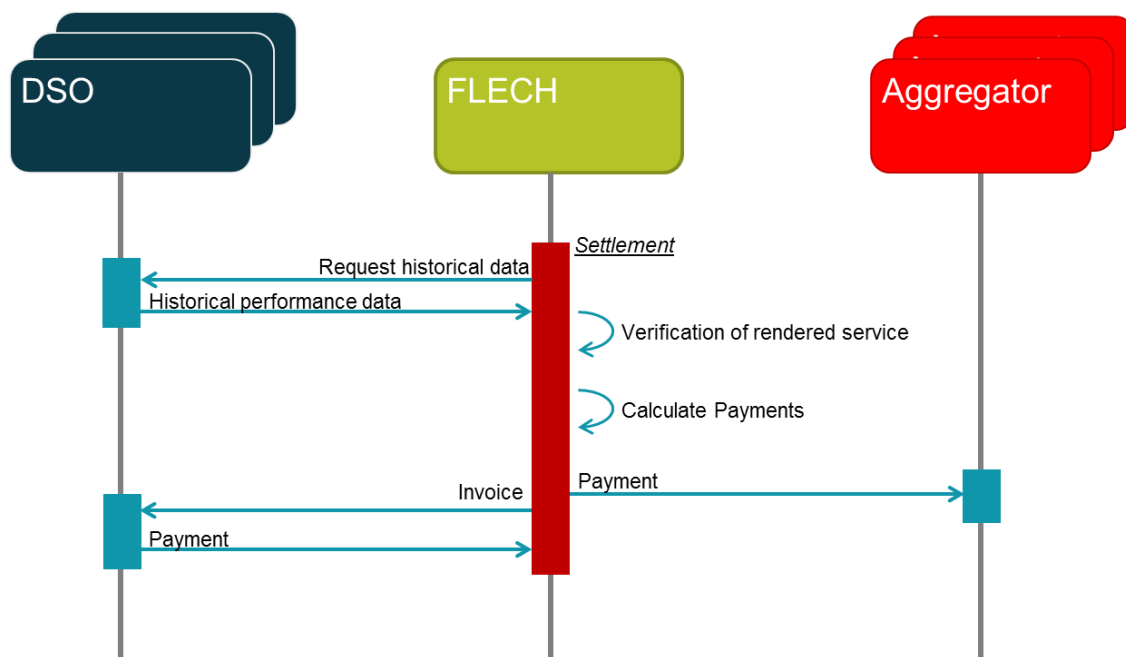 DSO
FLECH
Aggregator
Settlement
Request historical data
Historical performance data
Verification of rendered service
Calculate Payments
Payment
Invoice
Payment